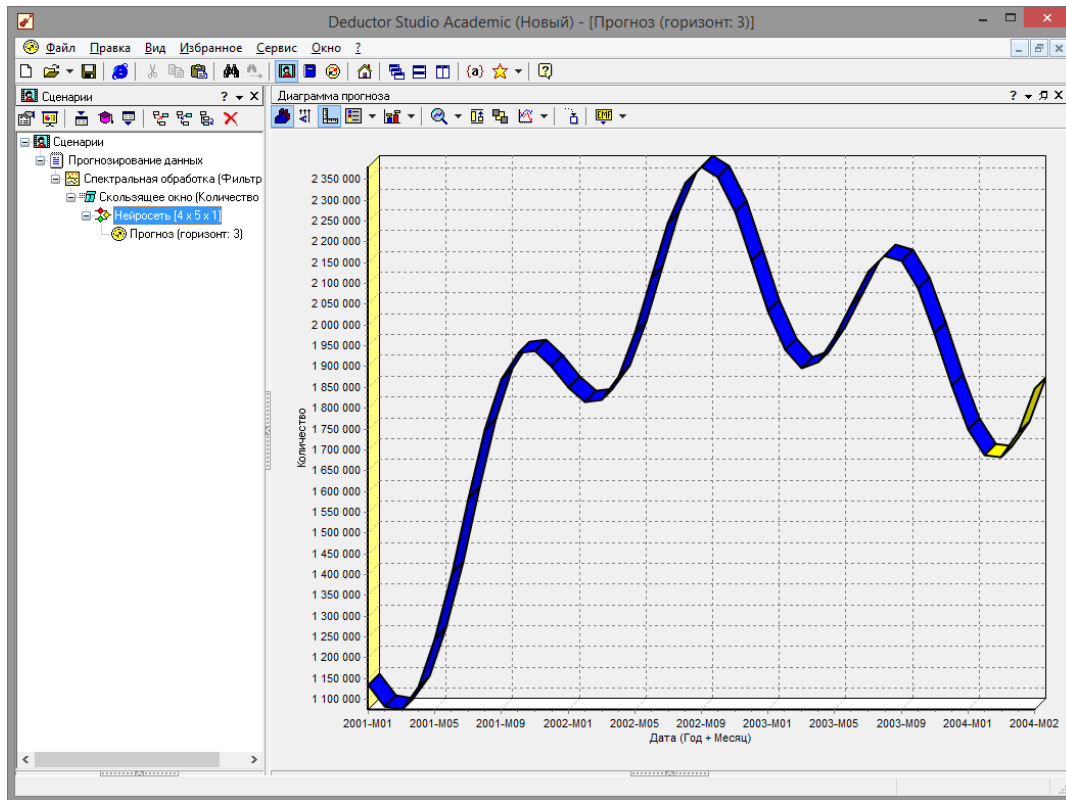 Deductor Studio Academic (Новый) - [Прогноз (горизонт: 3)]
Файл Правка Вид Избранное Сервис Окно ?
Сценарии
Сценарии
Прогнозирование данных
Спектральная обработка (Фильтр
Скользящее окно (Количество
Нейросеть [4 x 5 x 1]
Прогноз (горизонт: 3)
Диаграмма прогноза
EMF
2 350 000
2 300 000
2 250 000
2 200 000
2 150 000
2 100 000
2 050 000
2 000 000
1 950 000
1 900 000
1 850 000
1 800 000
1 750 000
1 700 000
1 650 000
1 600 000
1 550 000
1 500 000
1 450 000
1 400 000
1 350 000
1 300 000
1 250 000
1 200 000
1 150 000
1 100 000
Количество
2001-M01 2001-M05 2001-M09 2002-M01 2002-M05 2002-M09 2003-M01 2003-M05 2003-M09 2004-M01 2004-M02
Дата (Год + Месяц)